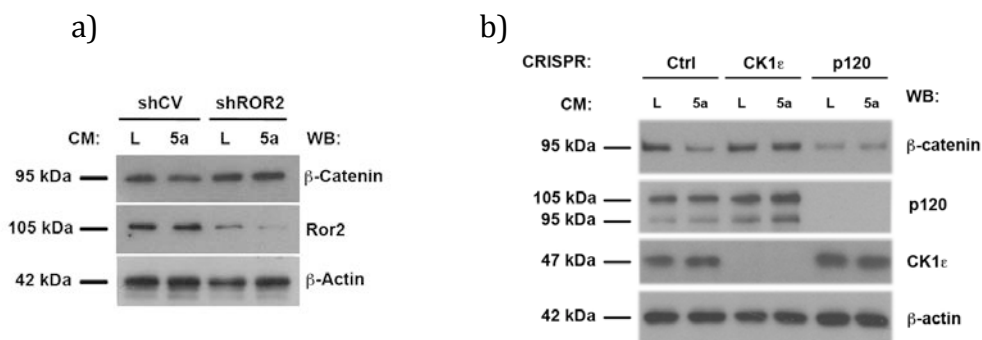 a)
shCV shROR2
CM: L 5a L 5a WB:
95 kDa β-Catenin
105 kDa Ror2
42 kDa β-Actin
b)
CRISPR: Ctrl CK1ε p120
CM: L 5a L 5a L 5a WB:
95 kDa β-catenin
105 kDa
p120
95 kDa
47 kDa CK1ε
42 kDa β-actin